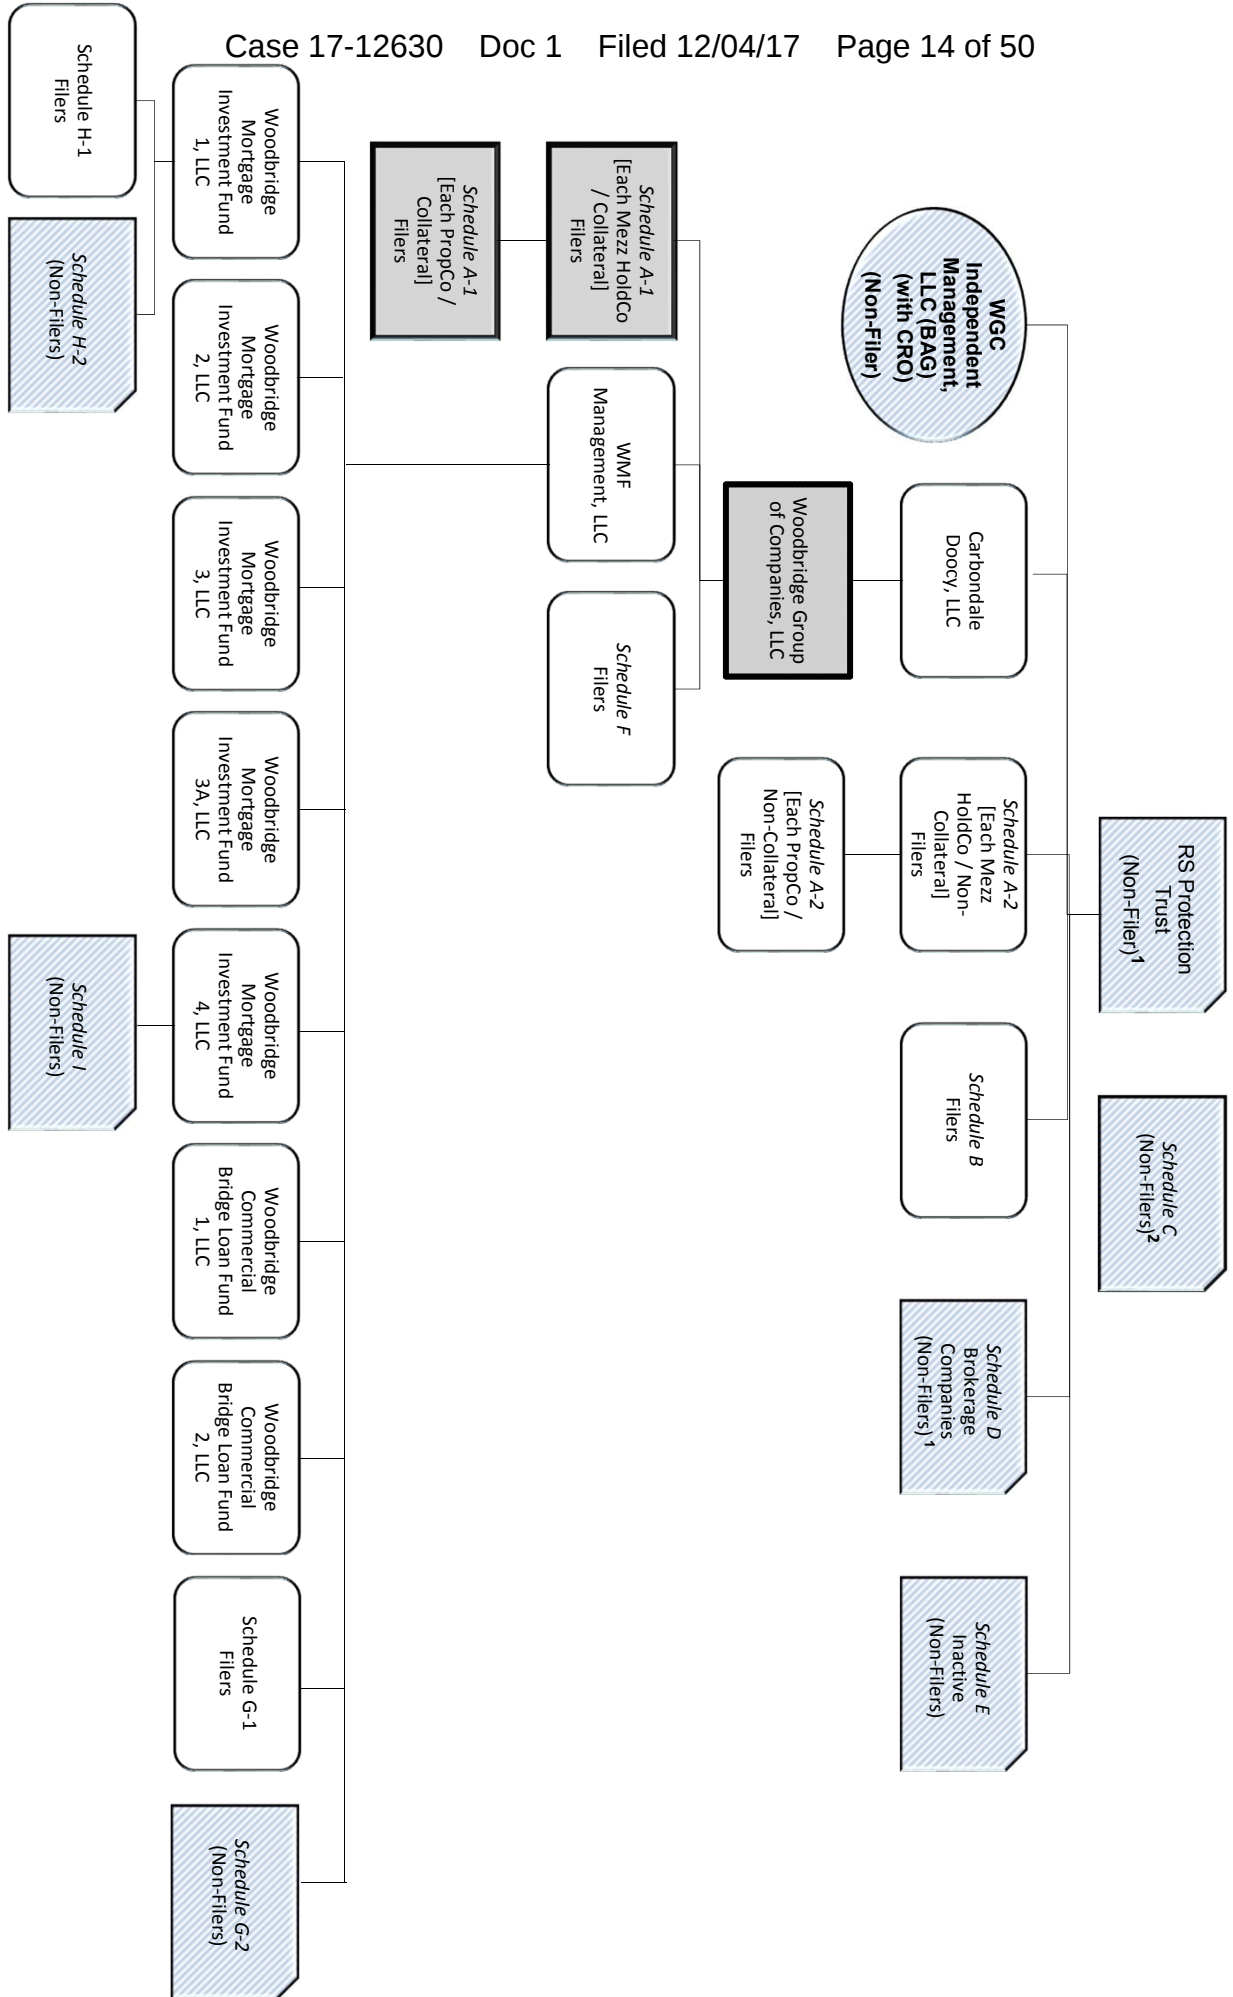 Case 17-12630 Doc 1 Filed 12/04/17 Page 14 of 50
RS Protection
Trust
(Non-Filer)1
Schedule C
(Non-Filers)2
WGC
Independent
Management,
LLC (BAG)
(with CRO)
(Non-Filer)
Carbondale
Doocy, LLC
Schedule A-2
[Each Mezz
HoldCo / Non-
Collateral]
Filers
Schedule B
Filers
Schedule D
Brokerage
Companies
(Non-Filers) 1
Schedule E
Inactive
(Non-Filers)
Woodbridge Group
of Companies, LLC
Schedule A-2
[Each PropCo /
Non-Collateral]
Filers
Schedule A-1
[Each Mezz HoldCo
/ Collateral]
Filers
WMF
Management, LLC
Schedule F
Filers
Schedule A-1
[Each PropCo /
Collateral]
Filers
Woodbridge
Mortgage
Investment Fund
1, LLC
Woodbridge
Mortgage
Investment Fund
2, LLC
Woodbridge
Mortgage
Investment Fund
3, LLC
Woodbridge
Mortgage
Investment Fund
3A, LLC
Woodbridge
Mortgage
Investment Fund
4, LLC
Woodbridge
Commercial
Bridge Loan Fund
1, LLC
Woodbridge
Commercial
Bridge Loan Fund
2, LLC
Schedule G-1
Filers
Schedule G-2
(Non-Filers)
Schedule H-1
Filers
Schedule H-2
(Non-Filers)
Schedule I
(Non-Filers)